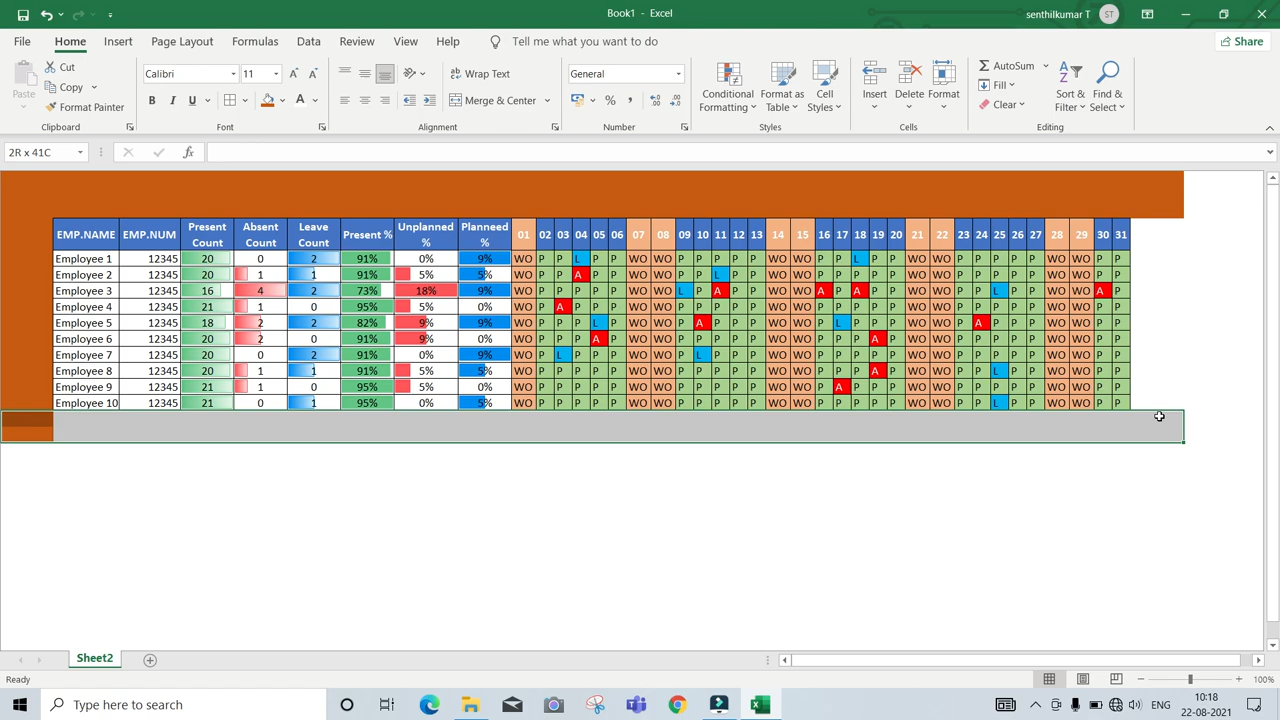 Book1 - Excel
senthilkumar T
ST
File Home Insert Page Layout Formulas Data Review View Help Tell me what you want to do
Share
Paste
Cut
Copy
Format Painter
Clipboard
Calibri 11
B I U
Font
Wrap Text
Merge & Center
Alignment
General
Number
Conditional Formatting
Format as Table
Cell Styles
Styles
Insert Delete Format
Cells
AutoSum
Fill
Clear
Sort & Filter
Find & Select
Editing
2R x 41C
fx
EMP.NAME EMP.NUM Present Count Absent Count Leave Count Present % Unplanned % Planneed % 01 02 03 04 05 06 07 08 09 10 11 12 13 14 15 16 17 18 19 20 21 22 23 24 25 26 27 28 29 30 31
Employee 1 12345 20 0 2 91% 0% 9% WO P P L P P WO WO P P P P P WO WO P P L P P WO WO P P P P P WO WO P P
Employee 2 12345 20 1 1 91% 5% 5% WO P P A P P WO WO P P L P P WO WO P P P P P WO WO P P P P P WO WO P P
Employee 3 12345 16 4 2 73% 18% 9% WO P P P P P WO WO L P A P P WO WO A P A P P WO WO P P L P P WO WO A P
Employee 4 12345 21 1 0 95% 5% 0% WO P A P P P WO WO P P P P P WO WO P P P P P WO WO P P P P P WO WO P P
Employee 5 12345 18 2 2 82% 9% 9% WO P P P L P WO WO P A P P P WO WO P L P P P WO WO P A P P P WO WO P P
Employee 6 12345 20 2 0 91% 9% 0% WO P P P A P WO WO P P P P P WO WO P P P A P WO WO P P P P P WO WO P P
Employee 7 12345 20 0 2 91% 0% 9% WO P L P P P WO WO P L P P P WO WO P P P P P WO WO P P P P P WO WO P P
Employee 8 12345 20 1 1 91% 5% 5% WO P P P P P WO WO P P P P P WO WO P P P A P WO WO P P L P P WO WO P P
Employee 9 12345 21 1 0 95% 5% 0% WO P P P P P WO WO P P P P P WO WO P A P P P WO WO P P P P P WO WO P P
Employee 10 12345 21 0 1 95% 0% 5% WO P P P P P WO WO P P P P P WO WO P P P P P WO WO P P L P P WO WO P P
Sheet2
Ready
100%
Type here to search
ENG
10:18
22-08-2021